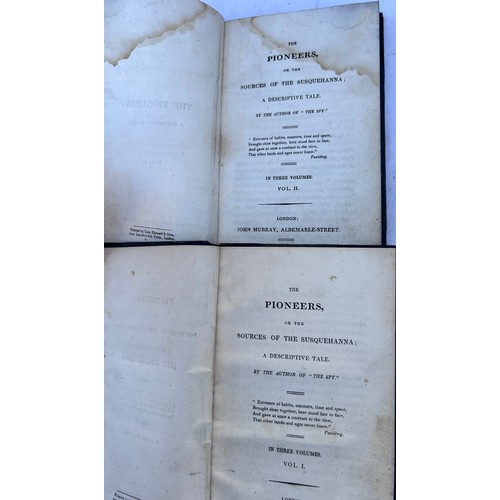 THE
PIONEERS,
OR THE
SOURCES OF THE SUSQUEHANNA;
A DESCRIPTIVE TALE.
BY THE AUTHOR OF "THE SPY."
"Extremes of habits, manners, time and space,
Brought close together, here stood face to face,
And gave at once a contrast to the view,
That other lands and ages never knew."
Paulding.
IN THREE VOLUMES.
VOL. II.
LONDON:
JOHN MURRAY, ALBEMARLE-STREET.
THE
PIONEERS,
OR THE
SOURCES OF THE SUSQUEHANNA;
A DESCRIPTIVE TALE.
BY THE AUTHOR OF "THE SPY."
"Extremes of habits, manners, time and space,
Brought close together, here stood face to face,
And gave at once a contrast to the view,
That other lands and ages never knew."
Paulding.
IN THREE VOLUMES.
VOL. I.